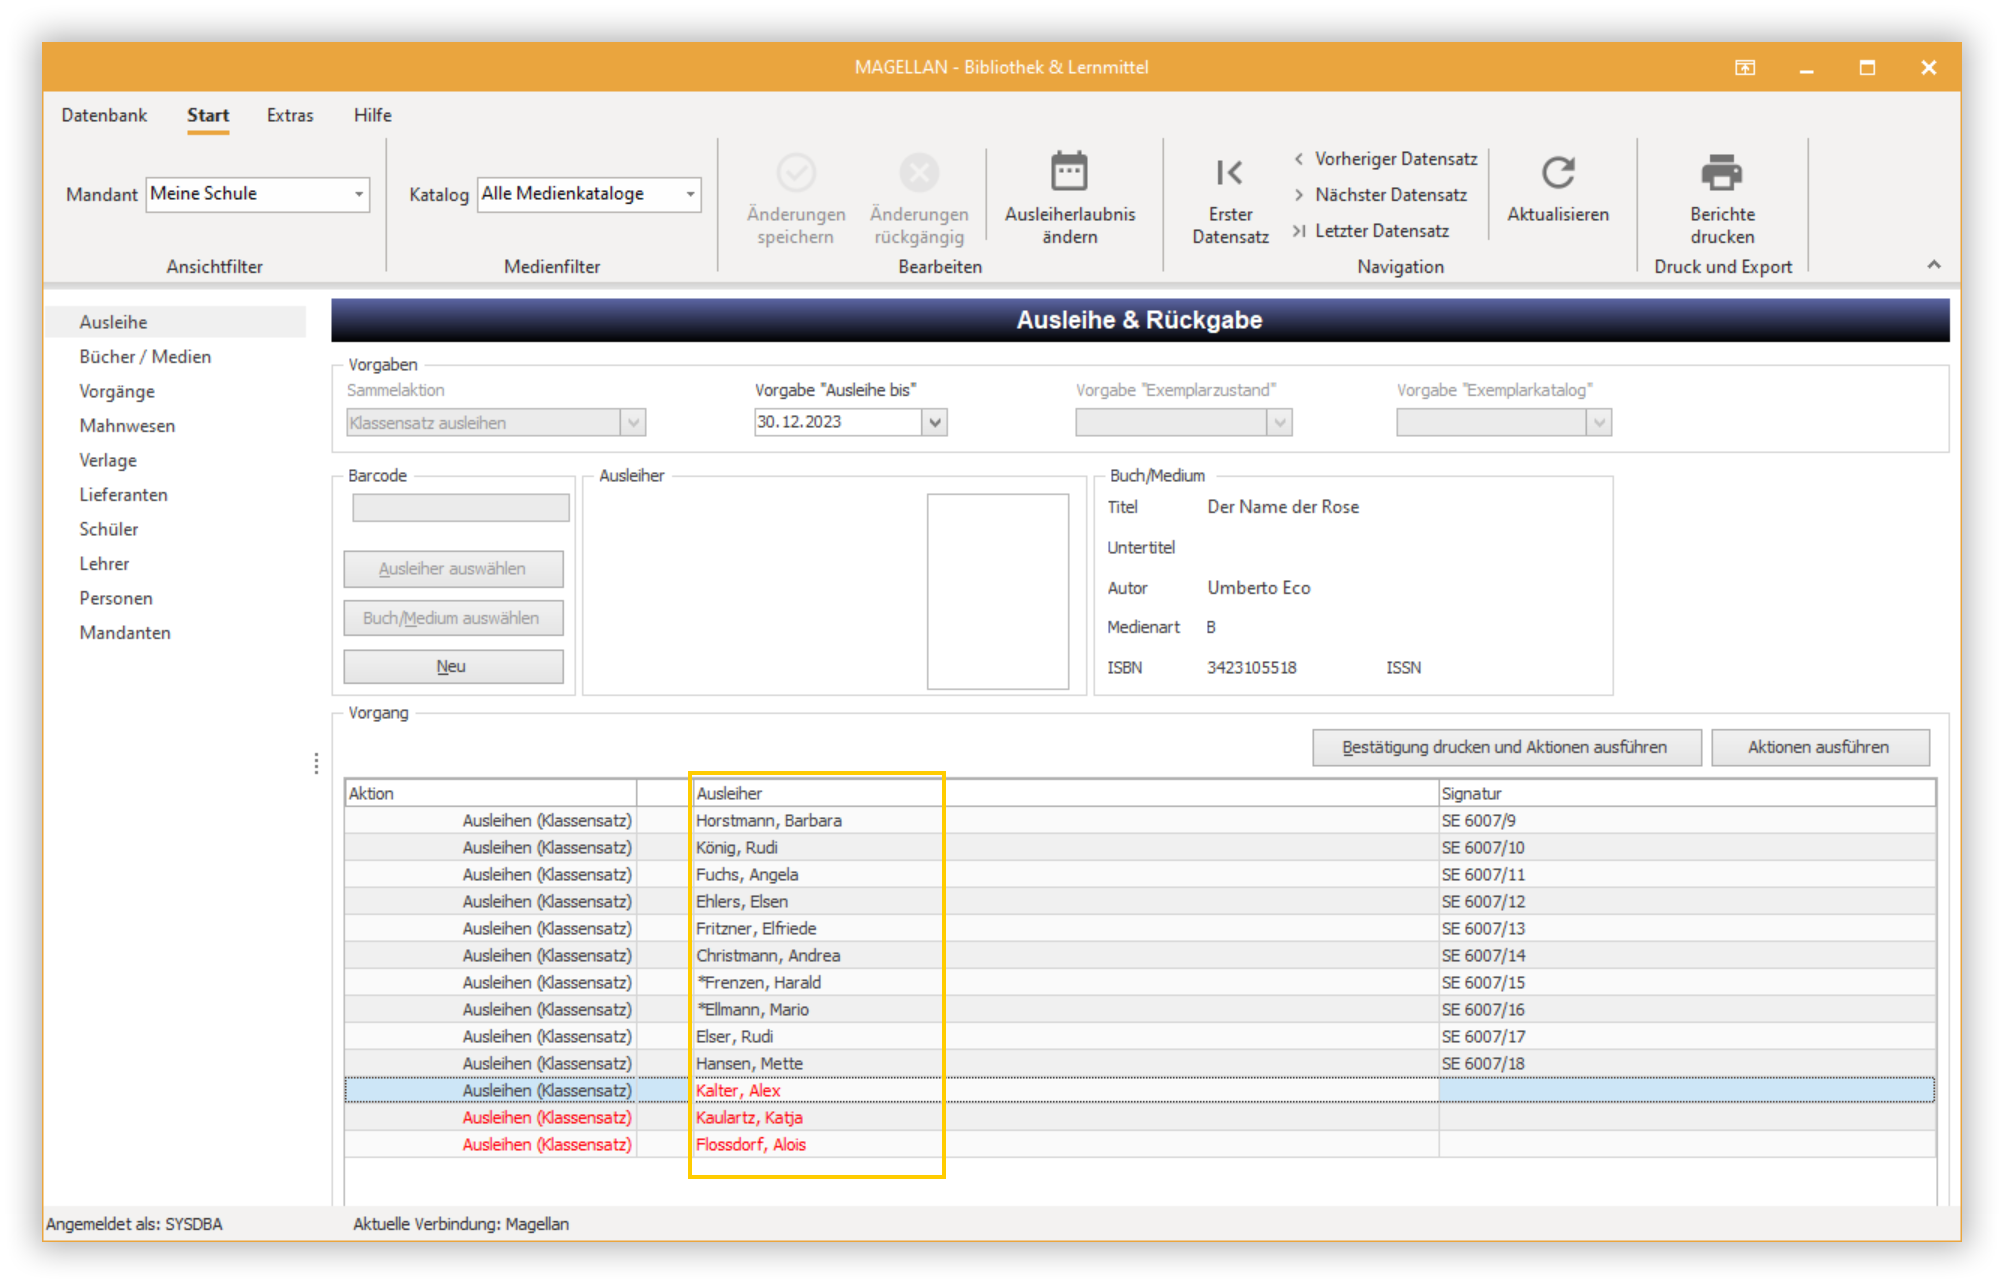 MAGELLAN - Bibliothek & Lernmittel
Datenbank Start Extras Hilfe
Mandant Meine Schule
Ansichtfilter
Katalog Alle Medienkataloge
Medienfilter
Änderungen speichern
Änderungen rückgängig
Ausleiherlaubnis ändern
Bearbeiten
Erster Datensatz
Vorheriger Datensatz
Nächster Datensatz
Letzter Datensatz
Aktualisieren
Navigation
Berichte drucken
Druck und Export
Ausleihe
Bücher / Medien
Vorgänge
Mahnwesen
Verlage
Lieferanten
Schüler
Lehrer
Personen
Mandanten
Ausleihe & Rückgabe
Vorgaben
Sammelaktion
Klassensatz ausleihen
Vorgabe "Ausleihe bis"
30.12.2023
Vorgabe "Exemplarzustand"
Vorgabe "Exemplarkatalog"
Barcode
Ausleiher auswählen
Buch/Medium auswählen
Neu
Ausleiher
Buch/Medium
Titel Der Name der Rose
Untertitel
Autor Umberto Eco
Medienart B
ISBN 3423105518 ISSN
Vorgang
Bestätigung drucken und Aktionen ausführen
Aktionen ausführen
Aktion Ausleiher Signatur
Ausleihen (Klassensatz) Horstmann, Barbara SE 6007/9
Ausleihen (Klassensatz) König, Rudi SE 6007/10
Ausleihen (Klassensatz) Fuchs, Angela SE 6007/11
Ausleihen (Klassensatz) Ehlers, Elsen SE 6007/12
Ausleihen (Klassensatz) Fritzner, Elfriede SE 6007/13
Ausleihen (Klassensatz) Christmann, Andrea SE 6007/14
Ausleihen (Klassensatz) *Frenzen, Harald SE 6007/15
Ausleihen (Klassensatz) *Ellmann, Mario SE 6007/16
Ausleihen (Klassensatz) Elser, Rudi SE 6007/17
Ausleihen (Klassensatz) Hansen, Mette SE 6007/18
Ausleihen (Klassensatz) Kalter, Alex
Ausleihen (Klassensatz) Kaulartz, Katja
Ausleihen (Klassensatz) Flossdorf, Alois
Angemeldet als: SYSDBA Aktuelle Verbindung: Magellan